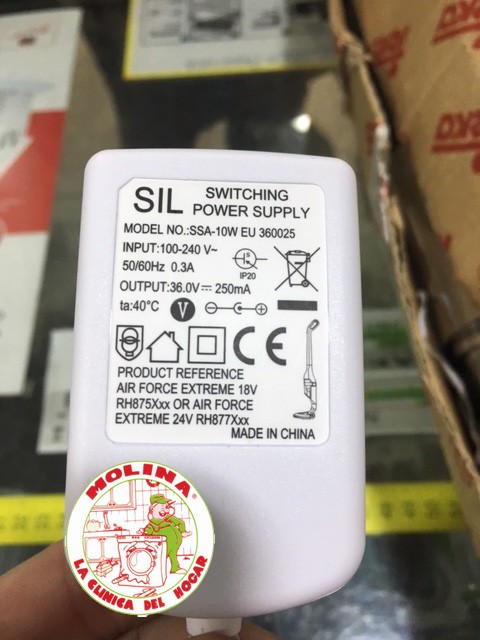 SIL SWITCHING
POWER SUPPLY
MODEL NO.:SSA-10W EU 360025
INPUT:100-240 V~
50/60Hz 0.3A
IP20
OUTPUT:36.0V⎓250mA
ta:40°C
V
CE
PRODUCT REFERENCE
AIR FORCE EXTREME 18V
RH875Xxx OR AIR FORCE
EXTREME 24V RH877Xxx
MADE IN CHINA
MOLINA®
LA CLINICA DEL HOGAR